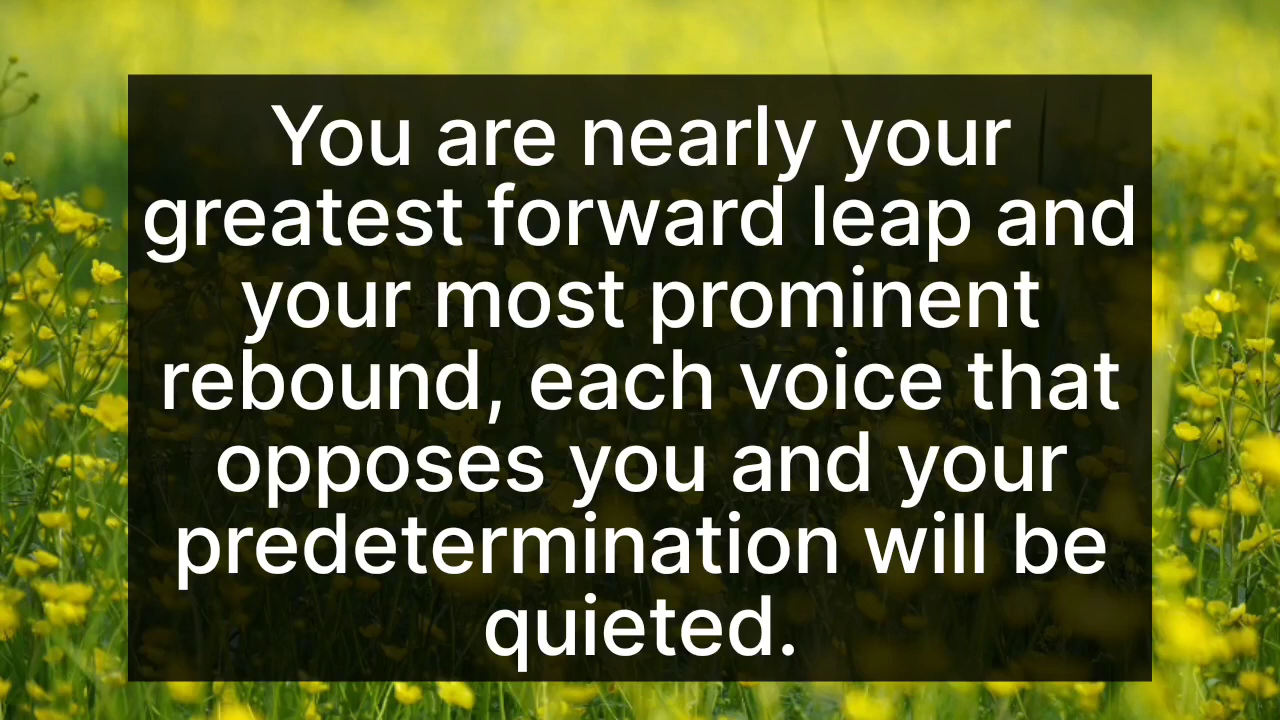 You are nearly your
greatest forward leap and
your most prominent
rebound, each voice that
opposes you and your
predetermination will be
quieted.